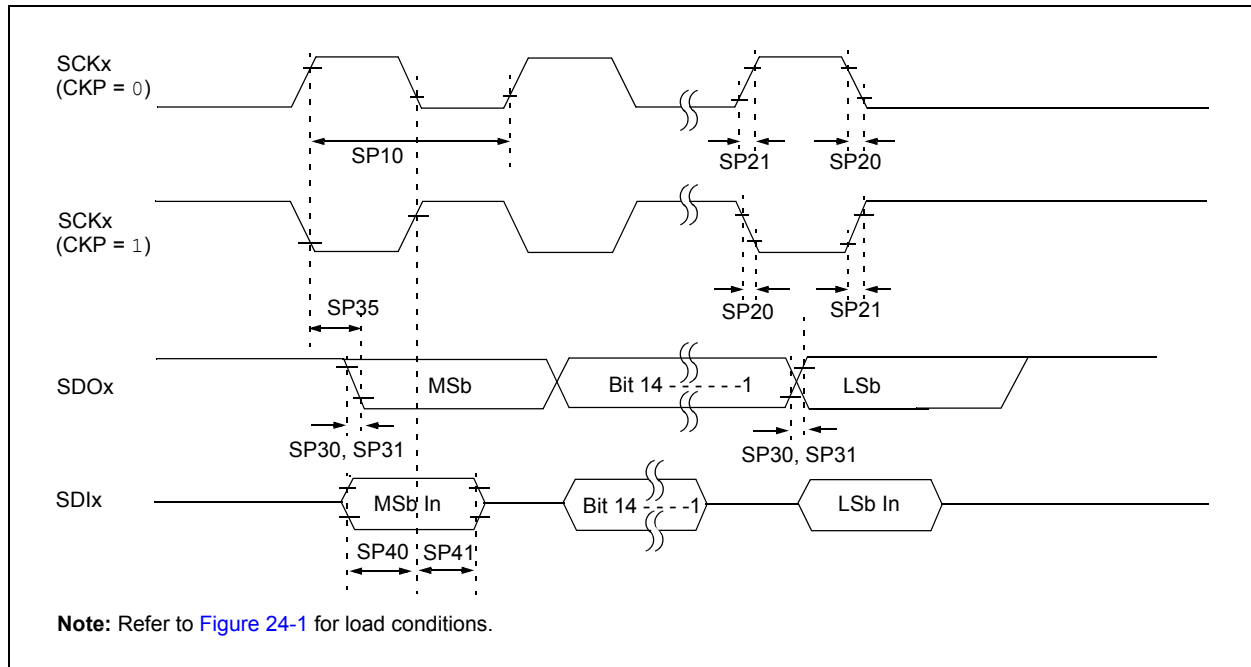 SCKx
(CKP = 0)
SP10
SP21
SP20
SCKx
(CKP = 1)
SP35
SP20
SP21
SDOx
MSb
Bit 14 - - - - - -1
LSb
SP30, SP31
SP30, SP31
SDIx
MSb In
Bit 14 - - - - -1
LSb In
SP40
SP41
Note: Refer to Figure 24-1 for load conditions.